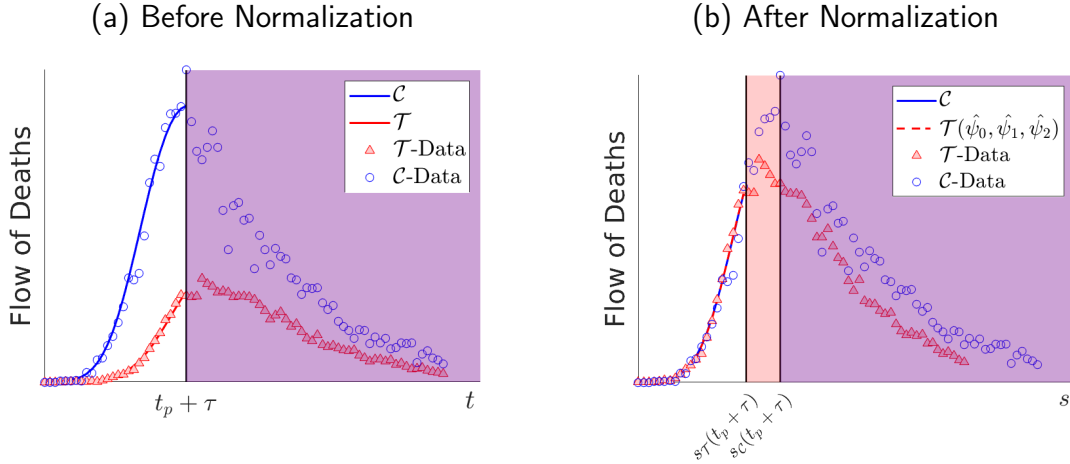 (a) Before Normalization
Flow of Deaths
𝒞
𝒯
𝒯-Data
𝒞-Data
t_p + τ
t
(b) After Normalization
Flow of Deaths
𝒞
𝒯(ψ̂_0, ψ̂_1, ψ̂_2)
𝒯-Data
𝒞-Data
s_𝒯(t_p + τ)
s_𝒞(t_p + τ)
s